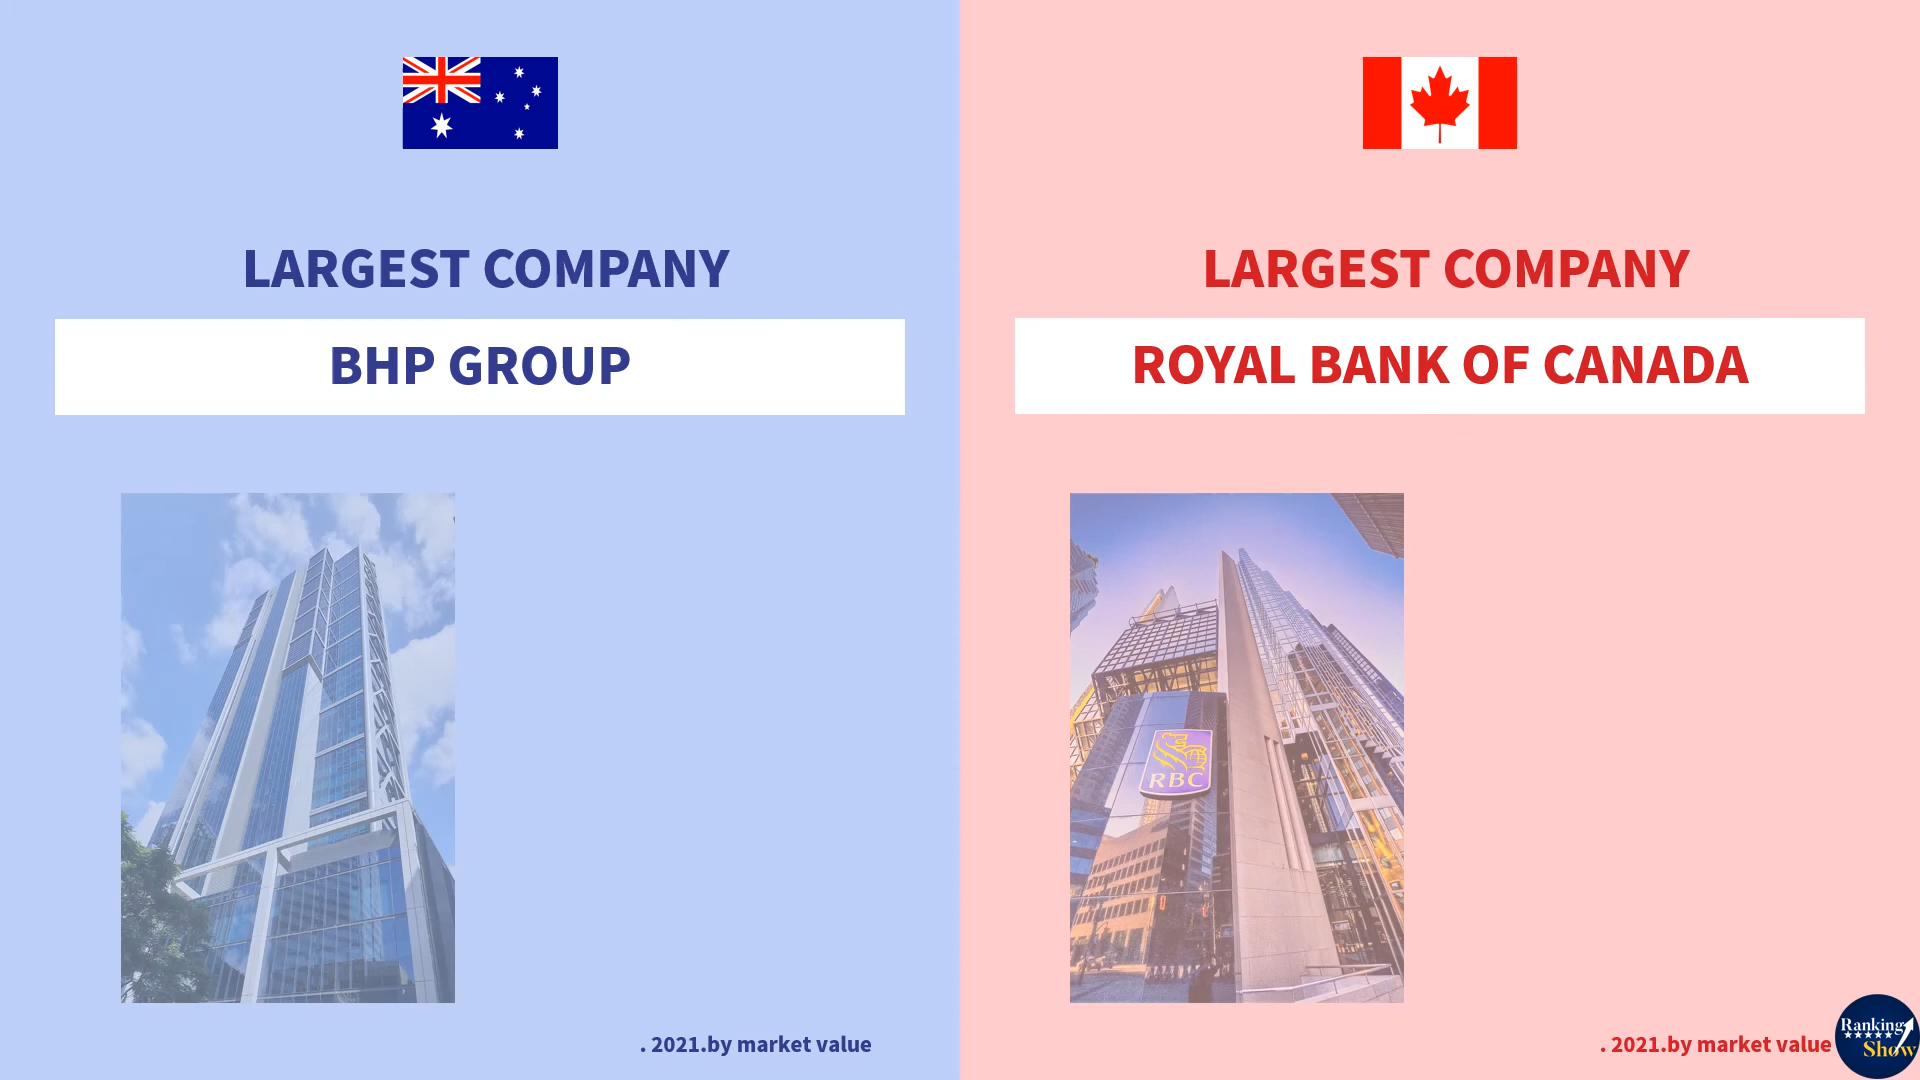 LARGEST COMPANY
BHP GROUP
. 2021.by market value
LARGEST COMPANY
ROYAL BANK OF CANADA
RBC
. 2021.by market value
Ranking
Show